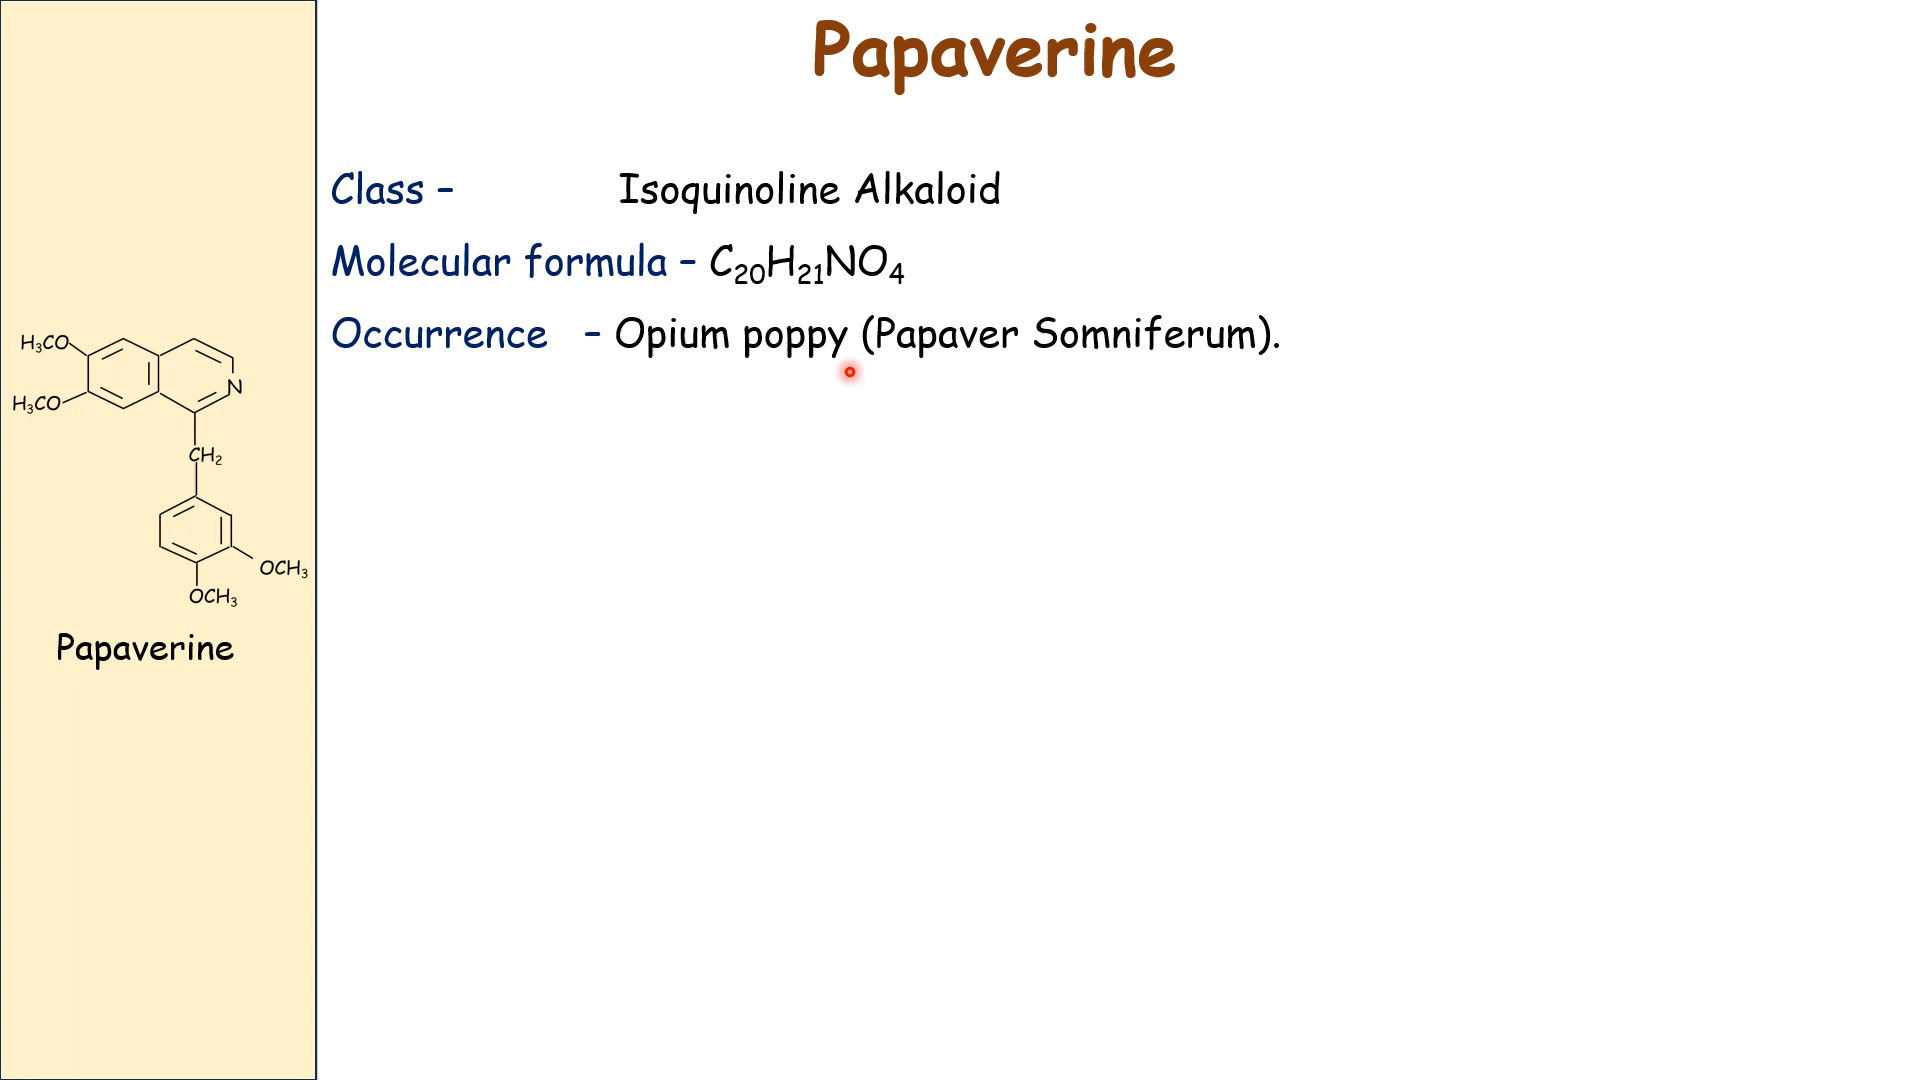 Papaverine
Class – Isoquinoline Alkaloid
Molecular formula – C₂₀H₂₁NO₄
Occurrence – Opium poppy (Papaver Somniferum).
H₃CO
N
H₃CO
CH₂
OCH₃
OCH₃
Papaverine